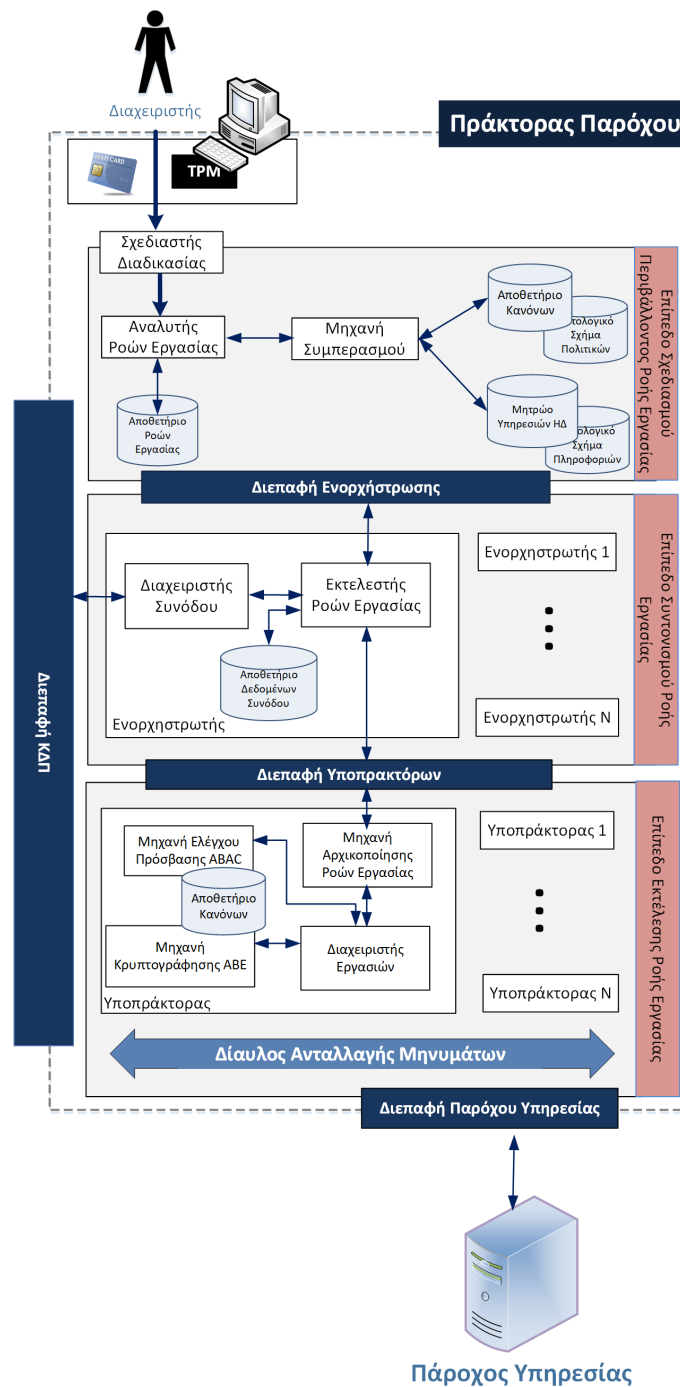 Διαχειριστής
Πράκτορας Παρόχου
SMART CARD
TPM
Σχεδιαστής
Διαδικασίας
Αναλυτής
Ροών Εργασίας
Μηχανή
Συμπερασμού
Αποθετήριο
Κανόνων
Σχήμα
Πολιτικών
Μητρώο
Υπηρεσιών ΗΔ
Σχήμα
Πληροφοριών
Αποθετήριο
Ροών
Εργασίας
Επίπεδο Σχεδιασμού
Περιβάλλοντος Ροής Εργασίας
Διεπαφή Ενορχήστρωσης
Διαχειριστής
Συνόδου
Εκτελεστής
Ροών Εργασίας
Αποθετήριο
Δεδομένων
Συνόδου
Ενορχηστρωτής
Ενορχηστρωτής 1
Ενορχηστρωτής N
Επίπεδο Συντονισμού Ροής
Εργασίας
Διεπαφή ΚΔΠ
Διεπαφή Υποπρακτόρων
Μηχανή Ελέγχου
Πρόσβασης ABAC
Αποθετήριο
Κανόνων
Μηχανή
Κρυπτογράφησης ABE
Μηχανή
Αρχικοποίησης
Ροών Εργασίας
Διαχειριστής
Εργασιών
Υποπράκτορας
Υποπράκτορας 1
Υποπράκτορας N
Επίπεδο Εκτέλεσης Ροής Εργασίας
Δίαυλος Ανταλλαγής Μηνυμάτων
Διεπαφή Παρόχου Υπηρεσίας
Πάροχος Υπηρεσίας